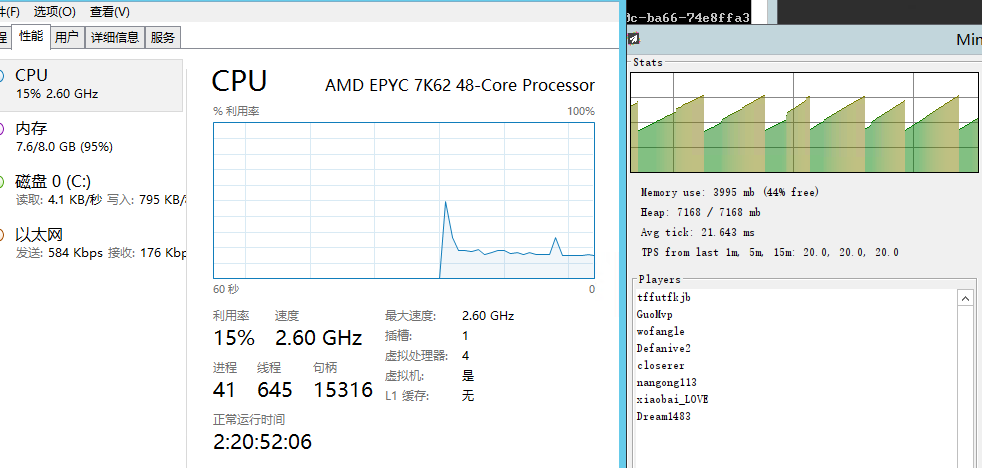 件(F) 选项(O) 查看(V)
程 性能 用户 详细信息 服务
CPU
15% 2.60 GHz
内存
7.6/8.0 GB (95%)
磁盘 0 (C:)
读取: 4.1 KB/秒 写入: 795 KB/秒
以太网
发送: 584 Kbps 接收: 176 Kbp
CPU
AMD EPYC 7K62 48-Core Processor
% 利用率
100%
60 秒
0
利用率 速度
15% 2.60 GHz
进程 线程 句柄
41 645 15316
正常运行时间
2:20:52:06
最大速度: 2.60 GHz
插槽: 1
虚拟处理器: 4
虚拟机: 是
L1 缓存: 无
0c-ba66-74e8ffa3
Min
Stats
Memory use: 3995 mb (44% free)
Heap: 7168 / 7168 mb
Avg tick: 21.643 ms
TPS from last 1m, 5m, 15m: 20.0, 20.0, 20.0
Players
tffutfkjb
GuoMvp
wofangle
Defanive2
closerer
nangong113
xiaobai_LOVE
Dream1483